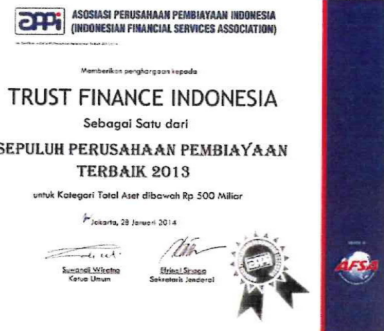 appi
ASOSIASI PERUSAHAAN PEMBIAYAAN INDONESIA
(INDONESIAN FINANCIAL SERVICES ASSOCIATION)
Memberikan penghargaan kepada
TRUST FINANCE INDONESIA
Sebagai Satu dari
SEPULUH PERUSAHAAN PEMBIAYAAN
TERBAIK 2013
untuk Kategori Total Aset dibawah Rp 500 Miliar
Jakarta, 28 Januari 2014
Suwandi Wiratno
Ketua Umum
Efrinal Sinaga
Sekretaris Jenderal
appi
AFSA